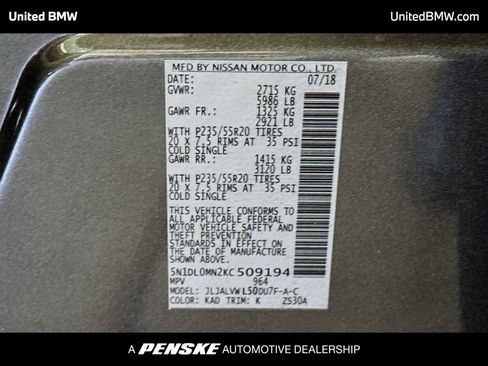 United BMW
UnitedBMW.com
MFD BY NISSAN MOTOR CO., LTD.
DATE: 07/18
GVWR: 2715 KG
5986 LB
GAWR FR.: 1325 KG
2921 LB
WITH P235/55R20 TIRES
20 X 7.5 RIMS AT 35 PSI
COLD SINGLE
GAWR RR.: 1415 KG
3120 LB
WITH P235/55R20 TIRES
20 X 7.5 RIMS AT 35 PSI
COLD SINGLE
THIS VEHICLE CONFORMS TO
ALL APPLICABLE FEDERAL
MOTOR VEHICLE SAFETY AND
THEFT PREVENTION
STANDARDS IN EFFECT ON
THE DATE OF MANUFACTURE
SHOWN ABOVE.
5N1DL0MN2KC509194
MPV 964
MODEL: JLJALVWL50DU7F-A-C
COLOR: KAD TRIM: K ZS30A
A PENSKE AUTOMOTIVE DEALERSHIP